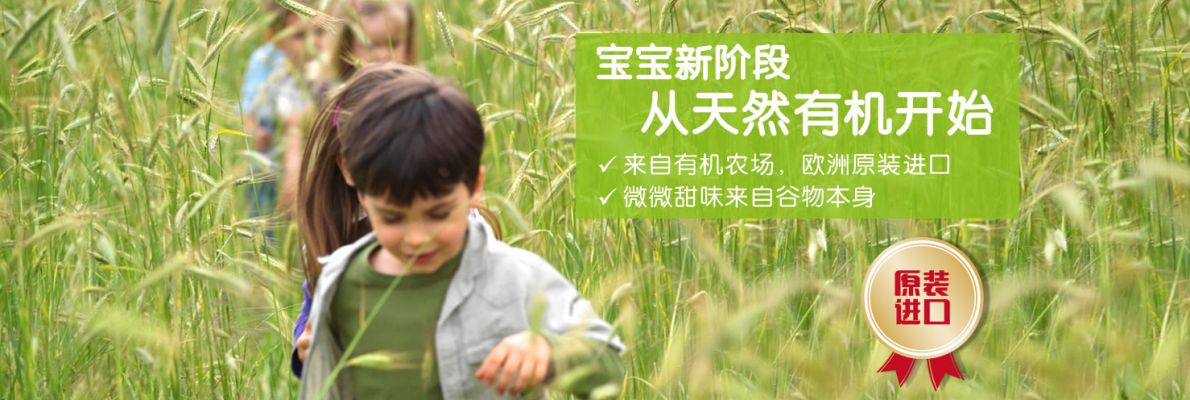 宝宝新阶段
从天然有机开始
✓来自有机农场，欧洲原装进口
✓微微甜味来自谷物本身
原装
进口